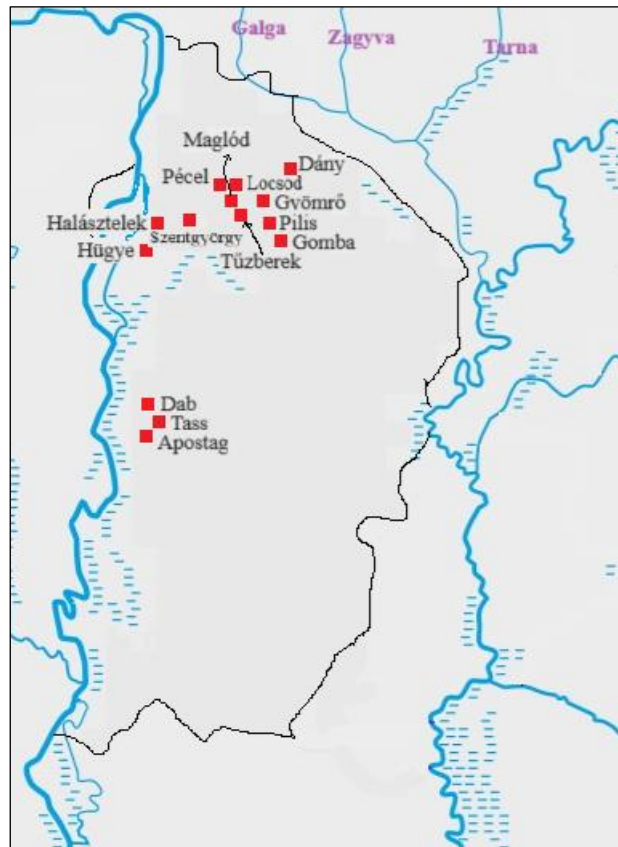 Galga
Zagyva
Tarna
Maglód
Dány
Pécel
Locsod
Gyömrő
Halásztelek
Szentgyörgy
Pilis
Hügye
Tűzberek
Gomba
Dab
Tass
Apostag